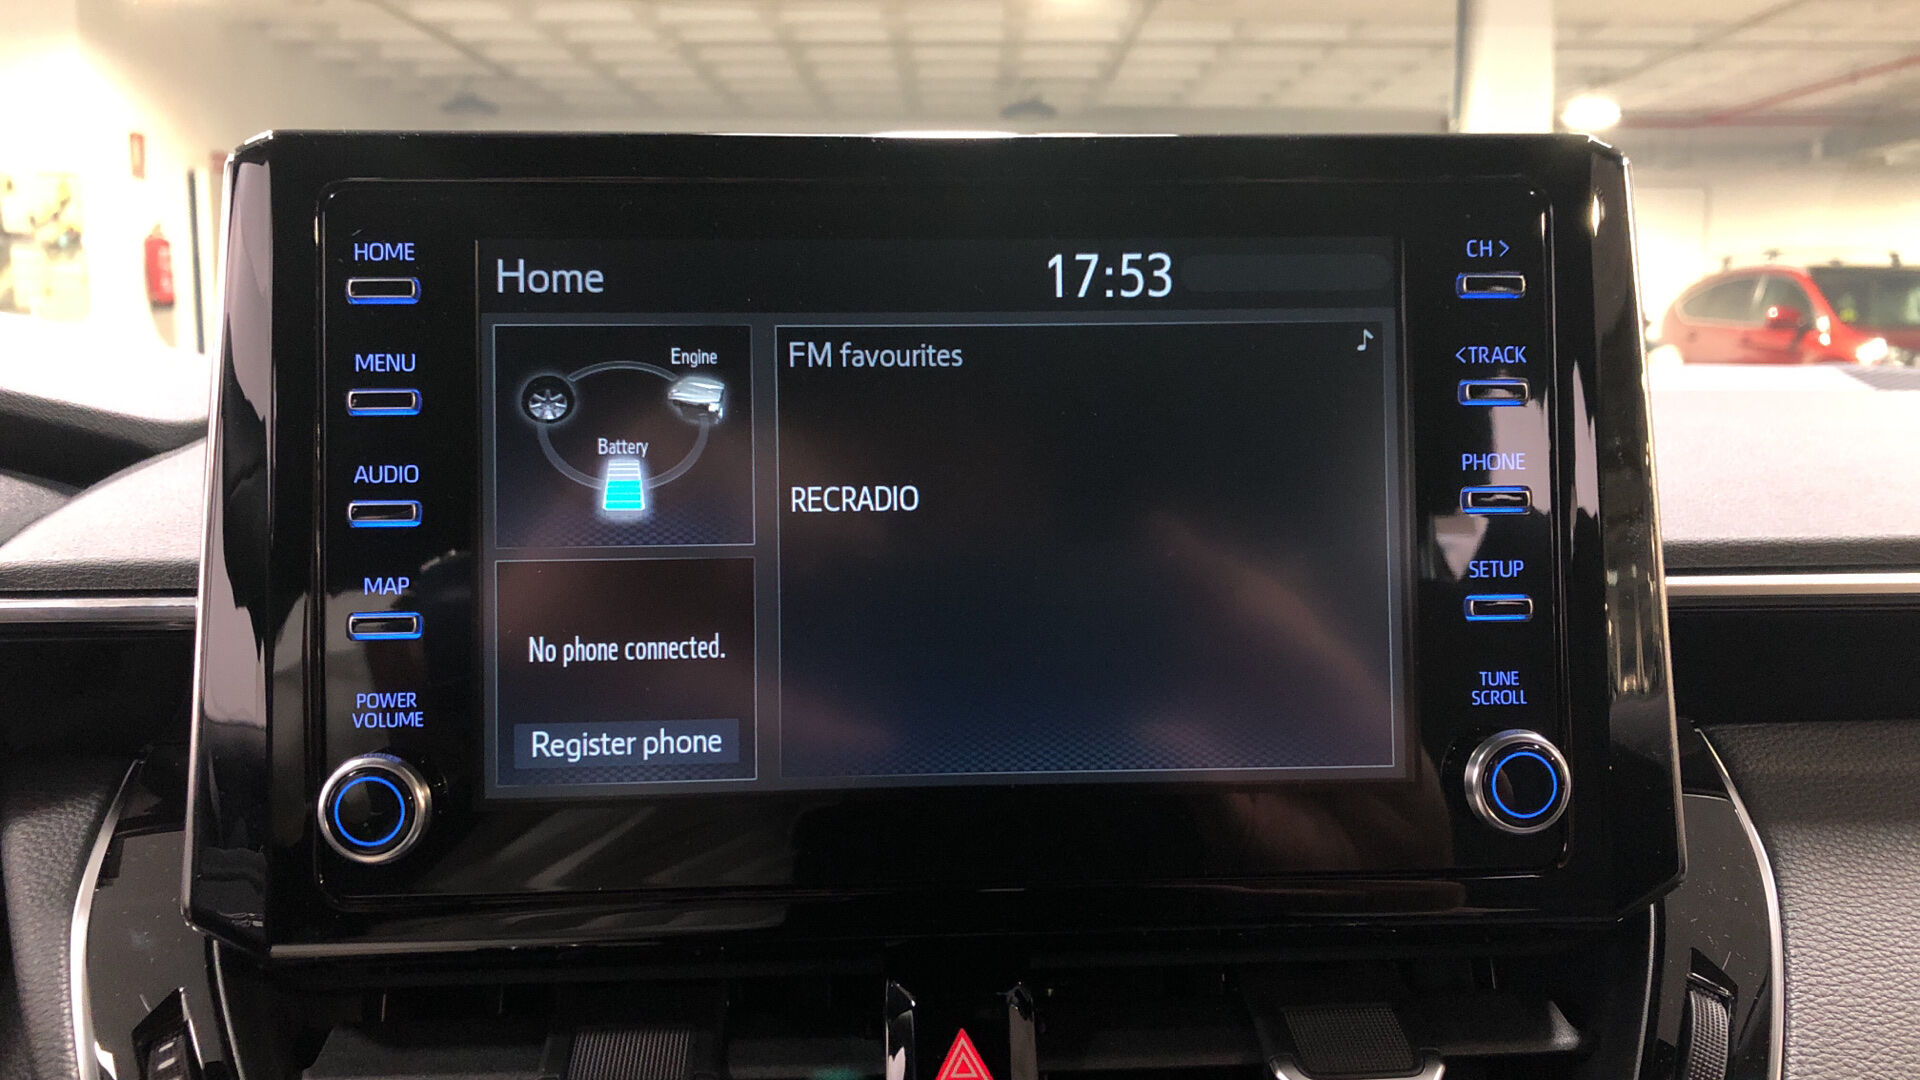 HOME
MENU
AUDIO
MAP
POWER
VOLUME
Home
17:53
Engine
Battery
No phone connected.
Register phone
FM favourites
RECRADIO
CH >
<TRACK
PHONE
SETUP
TUNE
SCROLL